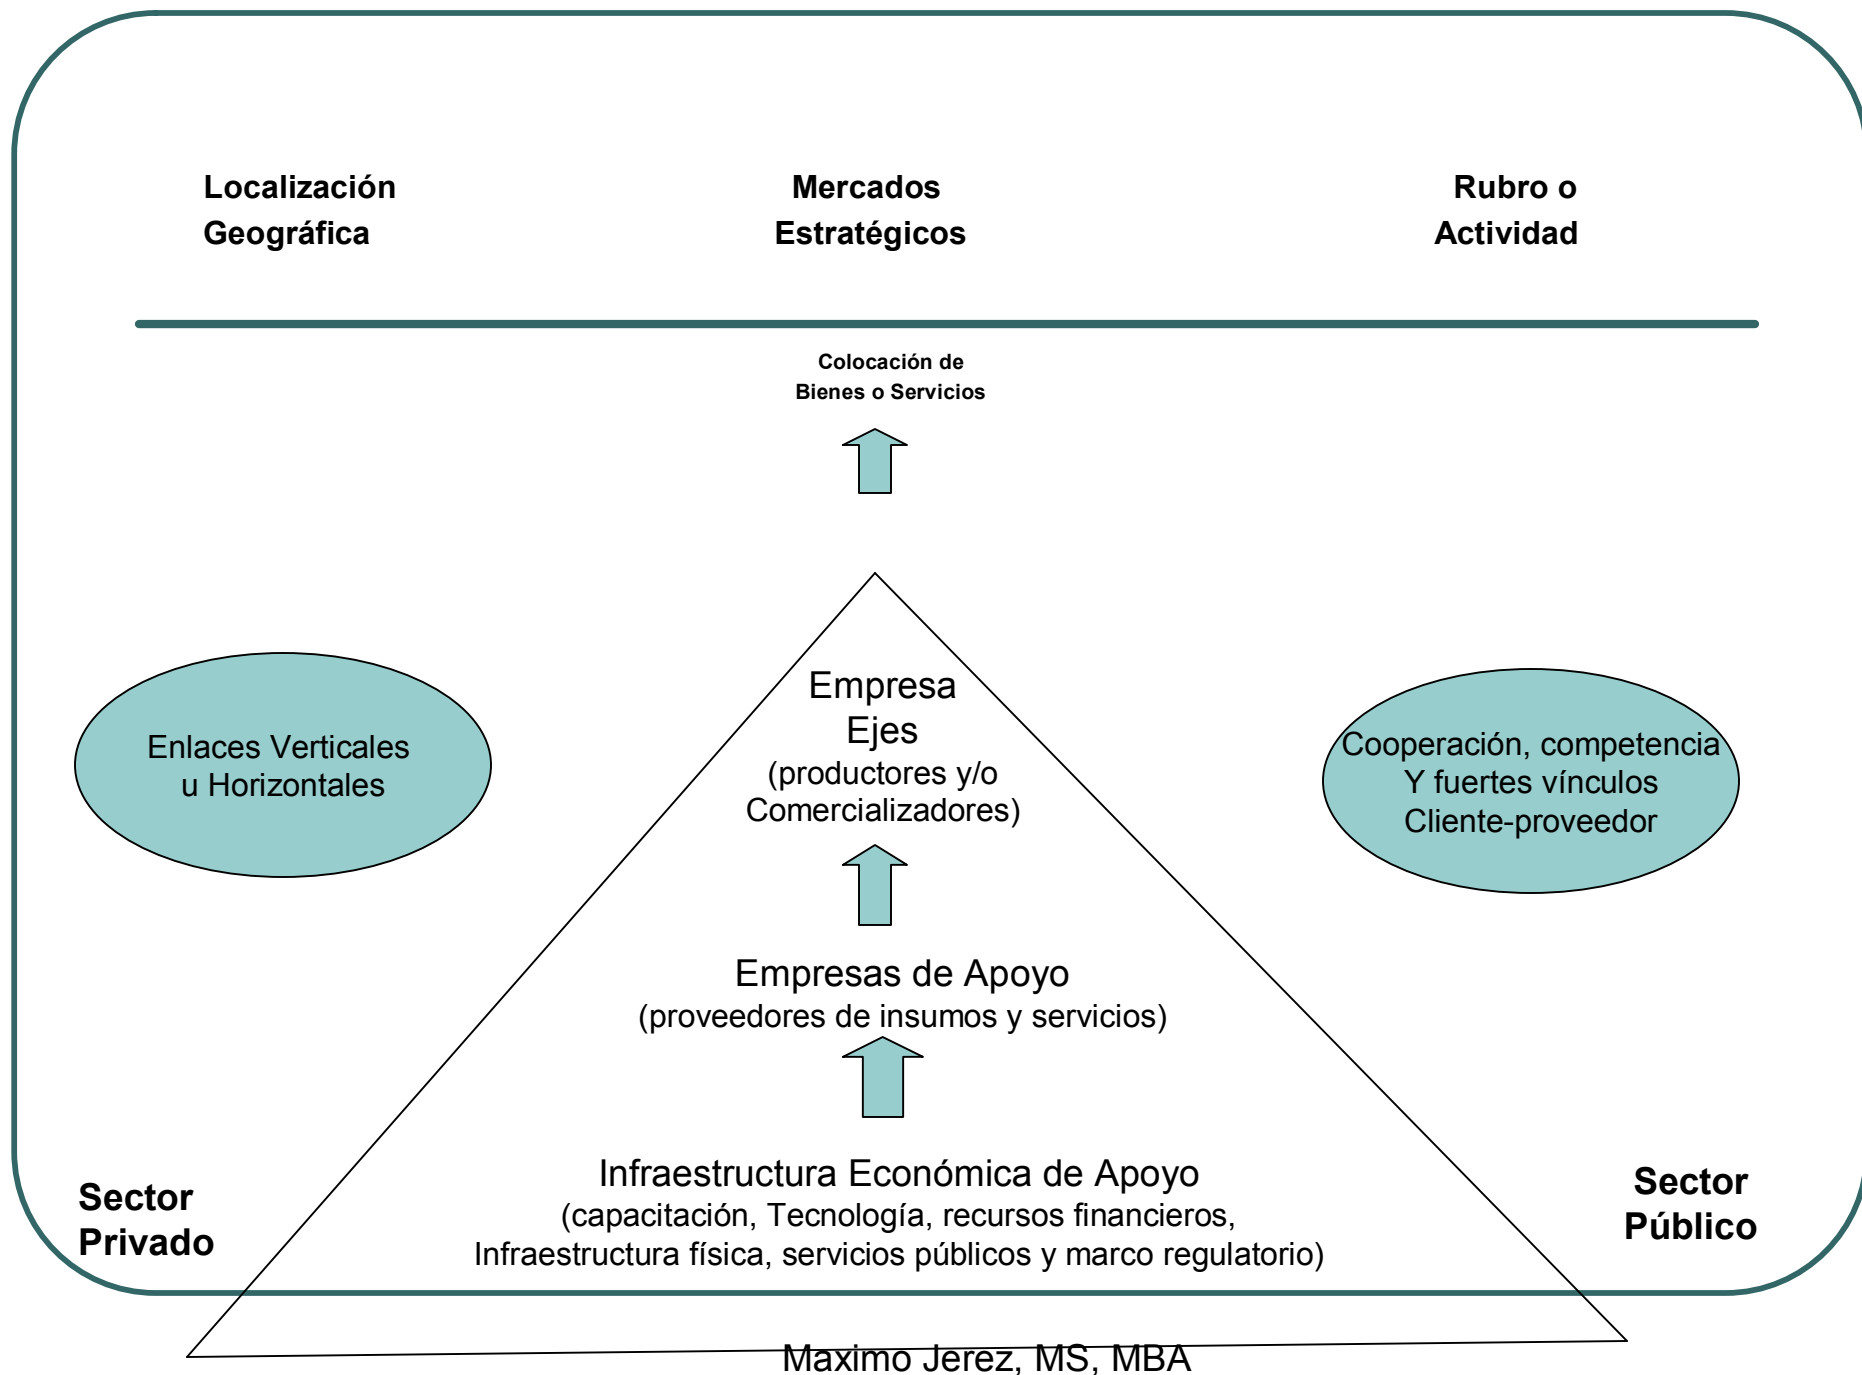 Localización
Geográfica
Mercados
Estratégicos
Rubro o
Actividad
Colocación de
Bienes o Servicios
Enlaces Verticales
u Horizontales
Empresa
Ejes
(productores y/o
Comercializadores)
Cooperación, competencia
Y fuertes vínculos
Cliente-proveedor
Empresas de Apoyo
(proveedores de insumos y servicios)
Sector
Privado
Infraestructura Económica de Apoyo
(capacitación, Tecnología, recursos financieros,
Infraestructura física, servicios públicos y marco regulatorio)
Sector
Público
Maximo Jerez, MS, MBA